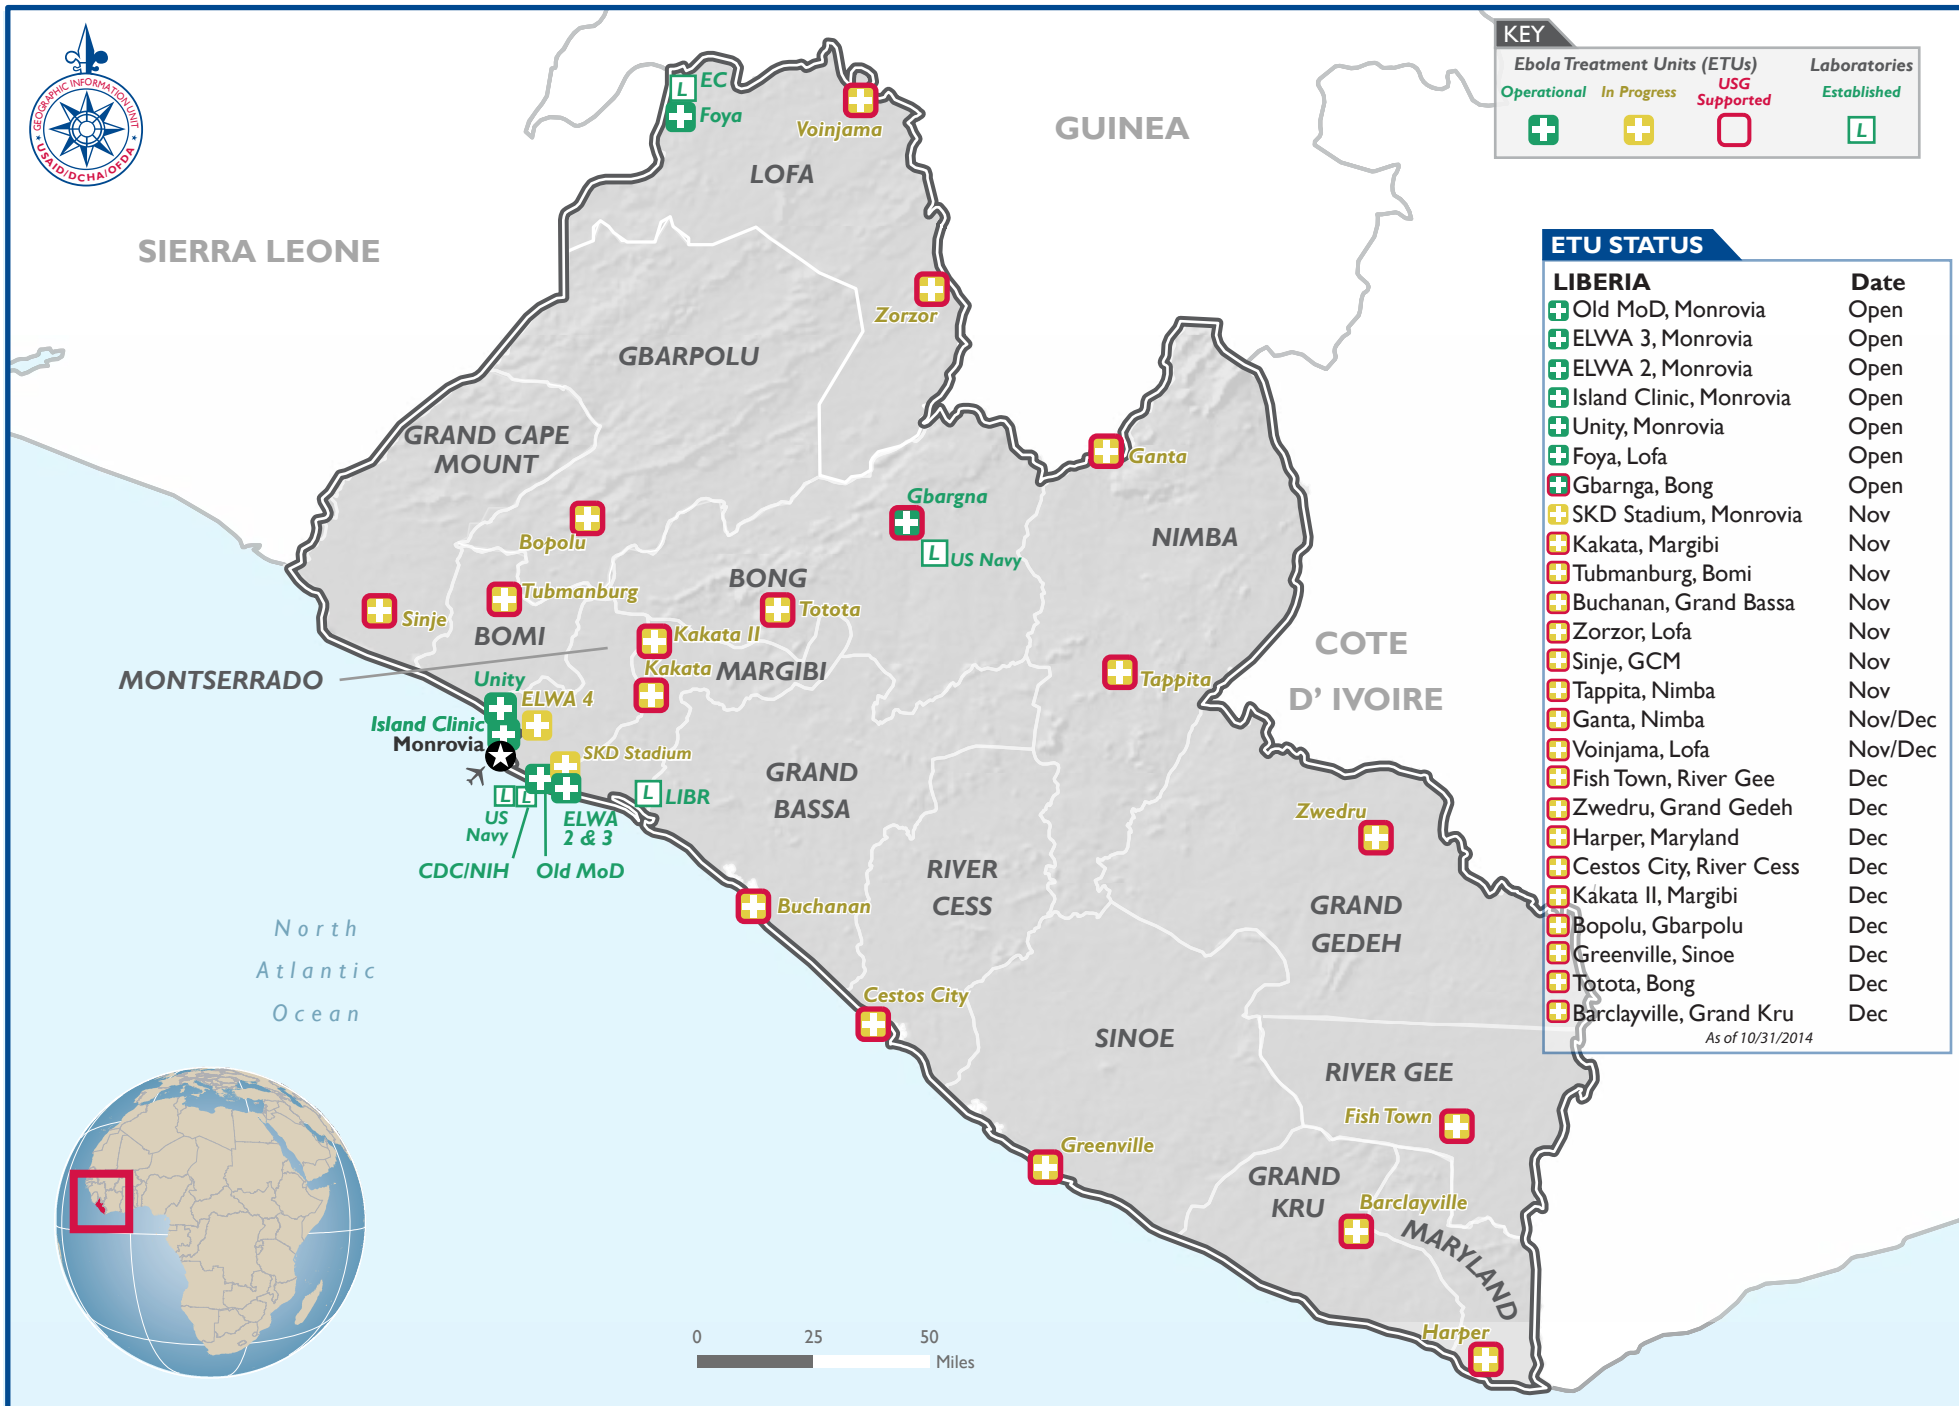 GEOGRAPHIC INFORMATION UNIT
USAID/DCHA/OFDA
KEY
Ebola Treatment Units (ETUs)
Laboratories
Operational
In Progress
USG
Supported
Established
L
ETU STATUS
LIBERIA Date
Old MoD, Monrovia Open
ELWA 3, Monrovia Open
ELWA 2, Monrovia Open
Island Clinic, Monrovia Open
Unity, Monrovia Open
Foya, Lofa Open
Gbarnga, Bong Open
SKD Stadium, Monrovia Nov
Kakata, Margibi Nov
Tubmanburg, Bomi Nov
Buchanan, Grand Bassa Nov
Zorzor, Lofa Nov
Sinje, GCM Nov
Tappita, Nimba Nov
Ganta, Nimba Nov/Dec
Voinjama, Lofa Nov/Dec
Fish Town, River Gee Dec
Zwedru, Grand Gedeh Dec
Harper, Maryland Dec
Cestos City, River Cess Dec
Kakata II, Margibi Dec
Bopolu, Gbarpolu Dec
Greenville, Sinoe Dec
Totota, Bong Dec
Barclayville, Grand Kru Dec
As of 10/31/2014
L EC
Foya
Voinjama
GUINEA
LOFA
SIERRA LEONE
Zorzor
GBARPOLU
GRAND CAPE
MOUNT
Ganta
Gbargna
L US Navy
NIMBA
Bopolu
BONG
Tubmanburg
Totota
Sinje
BOMI
Kakata II
COTE
D' IVOIRE
Kakata
MARGIBI
MONTSERRADO
Tappita
Unity
ELWA 4
Island Clinic
Monrovia
SKD Stadium
L
L
L LIBR
US
Navy
ELWA
2 & 3
CDC/NIH
Old MoD
GRAND
BASSA
Zwedru
RIVER
CESS
Buchanan
GRAND
GEDEH
North
Atlantic
Ocean
Cestos City
SINOE
RIVER GEE
Fish Town
Greenville
GRAND
KRU
Barclayville
MARYLAND
Harper
0 25 50
Miles